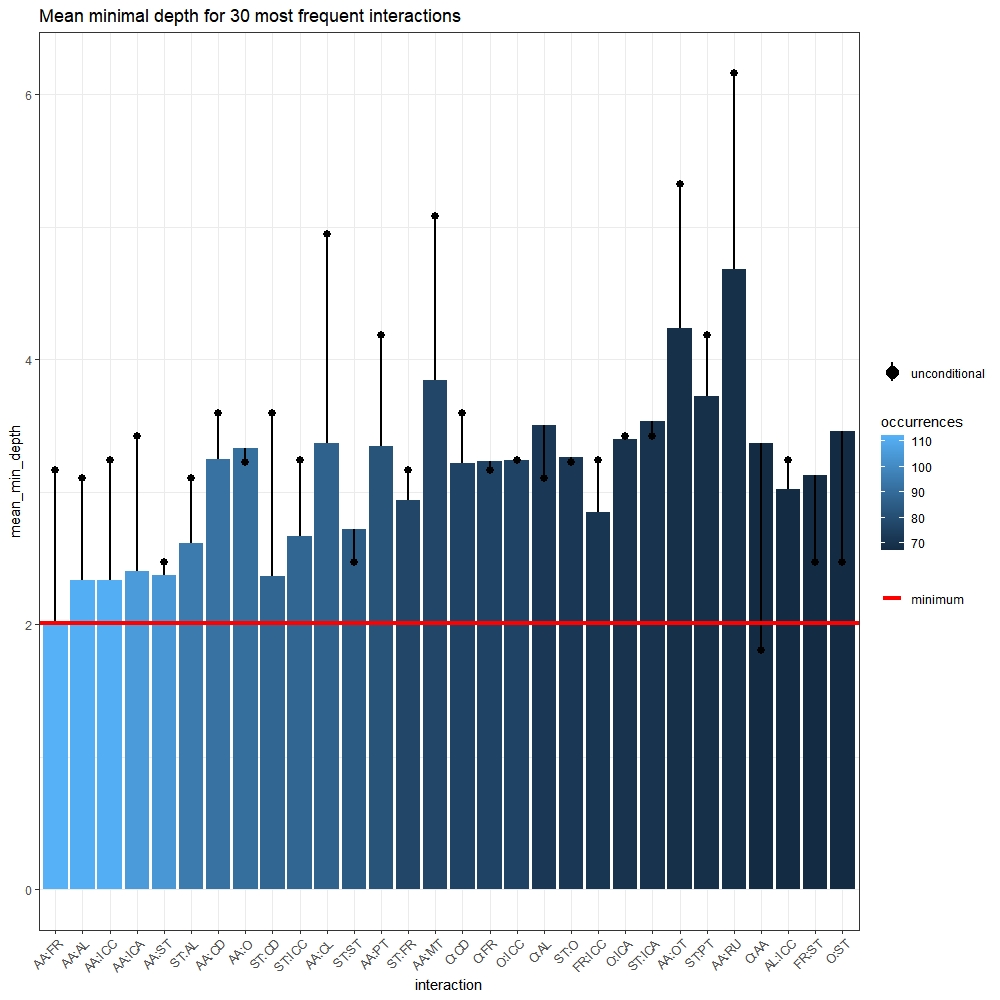 Mean minimal depth for 30 most frequent interactions
6
4
2
0
mean_min_depth
AA:FR
AA:AL
AA:ICC
AA:ICA
AA:ST
ST:AL
AA:CD
AA:O
ST:CD
ST:ICC
AA:CL
ST:ST
AA:PT
ST:FR
AA:MT
O:CD
O:FR
O:ICC
O:AL
ST:O
FR:ICC
O:ICA
ST:ICA
AA:OT
ST:PT
AA:RU
O:AA
AL:ICC
FR:ST
O:ST
interaction
unconditional
occurrences
110
100
90
80
70
minimum